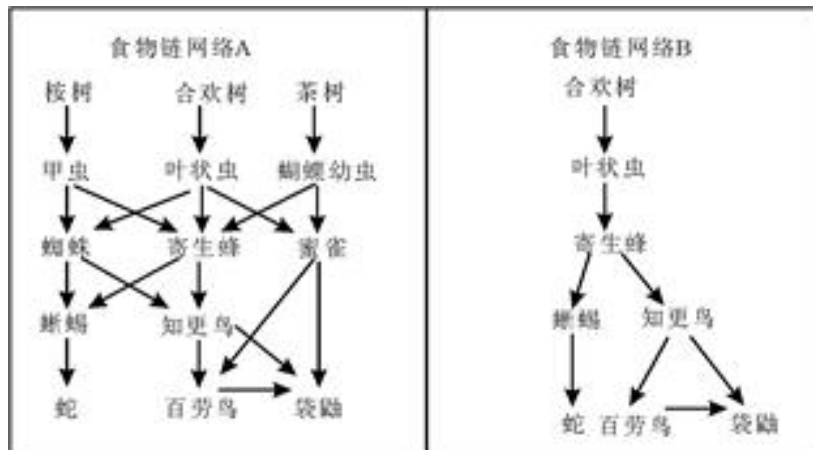 食物链网络A
桉树 合欢树 茶树
甲虫 叶状虫 蝴蝶幼虫
蜘蛛 寄生蜂 蜜雀
蜥蜴 知更鸟
蛇 百劳鸟 袋鼬
食物链网络B
合欢树
叶状虫
寄生蜂
蜥蜴 知更鸟
蛇 百劳鸟 袋鼬